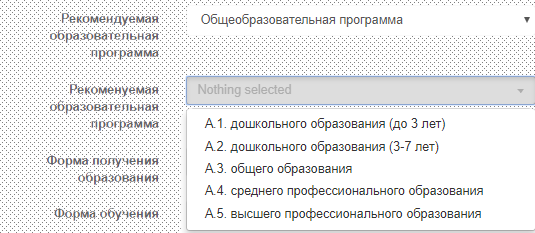 Рекомендуемая
образовательная
программа
Общеобразовательная программа
Рекоменуемая
образовательная
программа
Nothing selected
А.1. дошкольного образования (до 3 лет)
А.2. дошкольного образования (3-7 лет)
А.3. общего образования
А.4. среднего профессионального образования
А.5. высшего профессионального образования
Форма получения
образования
Форма обучения